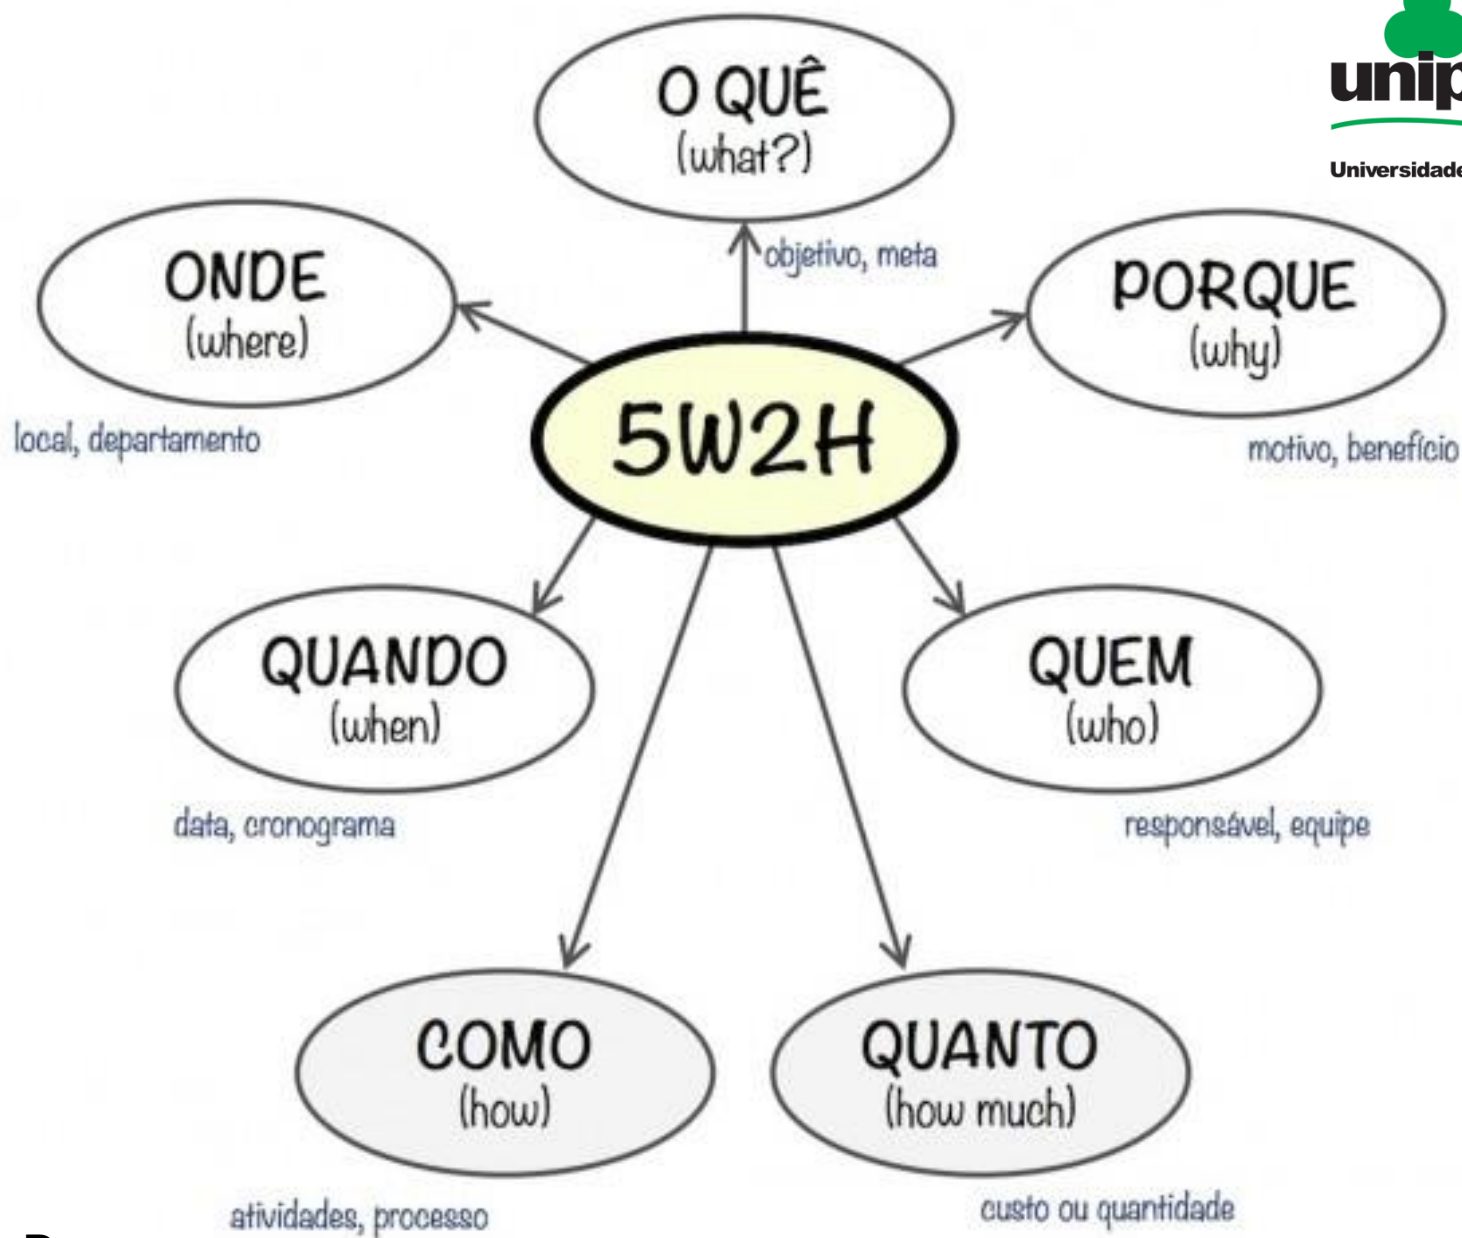 O QUÊ
(what?)
objetivo, meta
unip
Universidade
ONDE
(where)
local, departamento
PORQUE
(why)
motivo, benefício
5W2H
QUANDO
(when)
data, cronograma
QUEM
(who)
responsável, equipe
COMO
(how)
atividades, processo
QUANTO
(how much)
custo ou quantidade